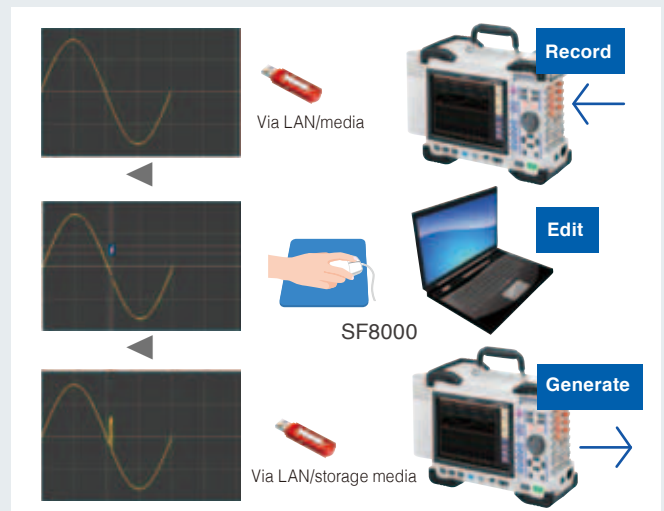 Record
Via LAN/media
Edit
SF8000
Generate
Via LAN/storage media